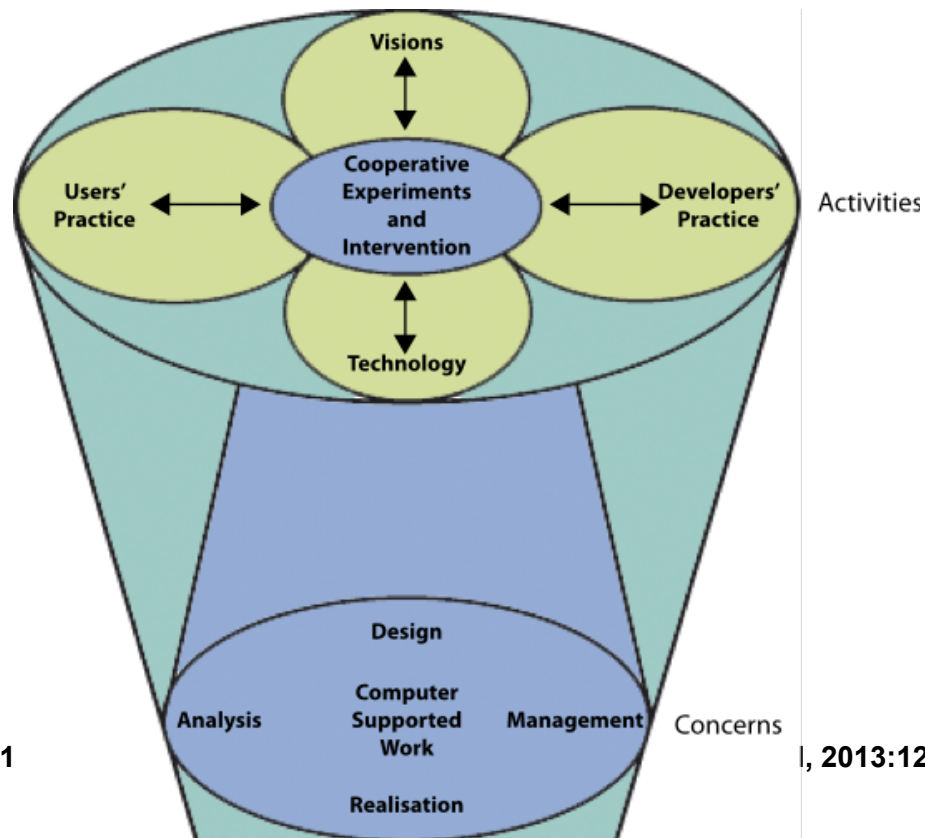 Visions
Cooperative
Experiments
and
Intervention
Users'
Practice
Developers'
Practice
Activities
Technology
Design
Computer
Supported
Work
Analysis
Management
Concerns
1
, 2013:12
Realisation